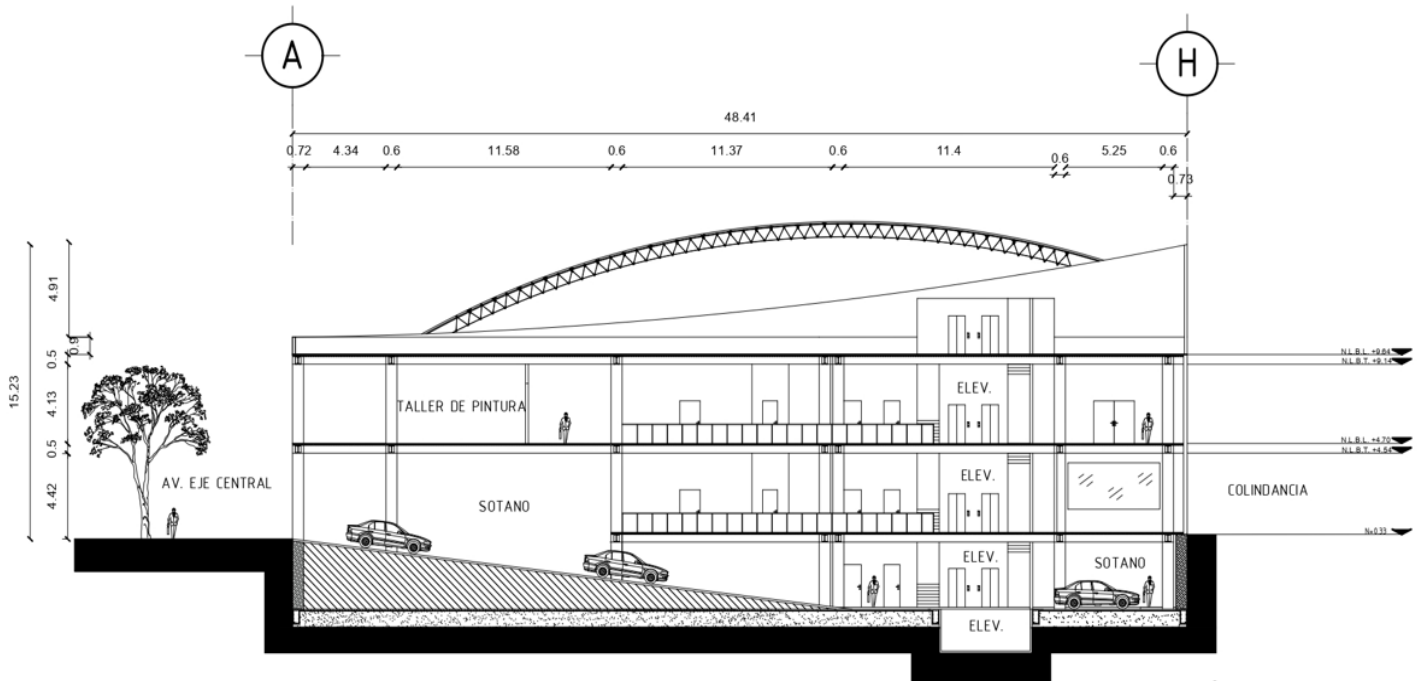 A
H
48.41
0.72 4.34 0.6 11.58 0.6 11.37 0.6 11.4 0.6 5.25 0.6
0.73
15.23
4.91
0.9
0.5
4.13
0.5
4.42
N.L.B.L. +9.64
N.L.B.T. +9.14
ELEV.
TALLER DE PINTURA
N.L.B.L. +4.70
N.L.B.T. +4.54
AV. EJE CENTRAL
ELEV.
COLINDANCIA
SOTANO
N+0.33
ELEV.
SOTANO
ELEV.